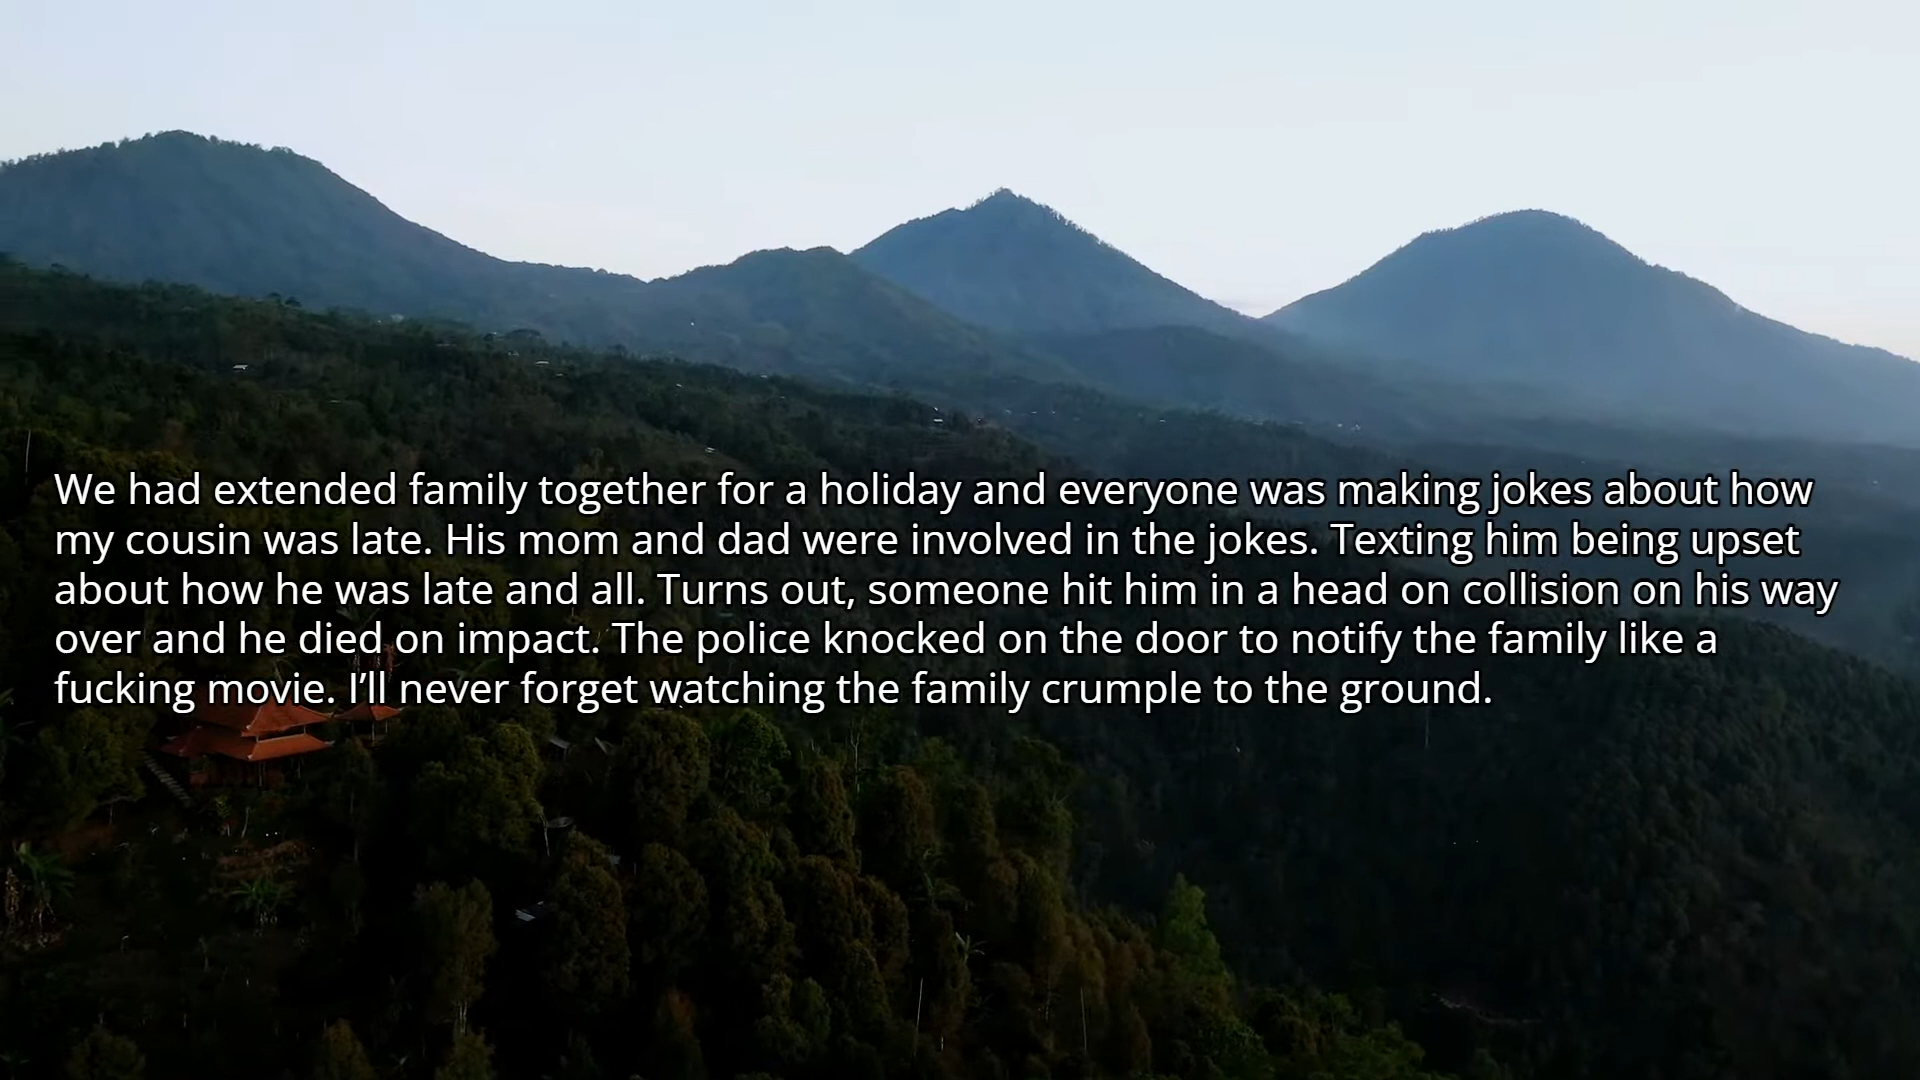 We had extended family together for a holiday and everyone was making jokes about how
my cousin was late. His mom and dad were involved in the jokes. Texting him being upset
about how he was late and all. Turns out, someone hit him in a head on collision on his way
over and he died on impact. The police knocked on the door to notify the family like a
fucking movie. I’ll never forget watching the family crumple to the ground.